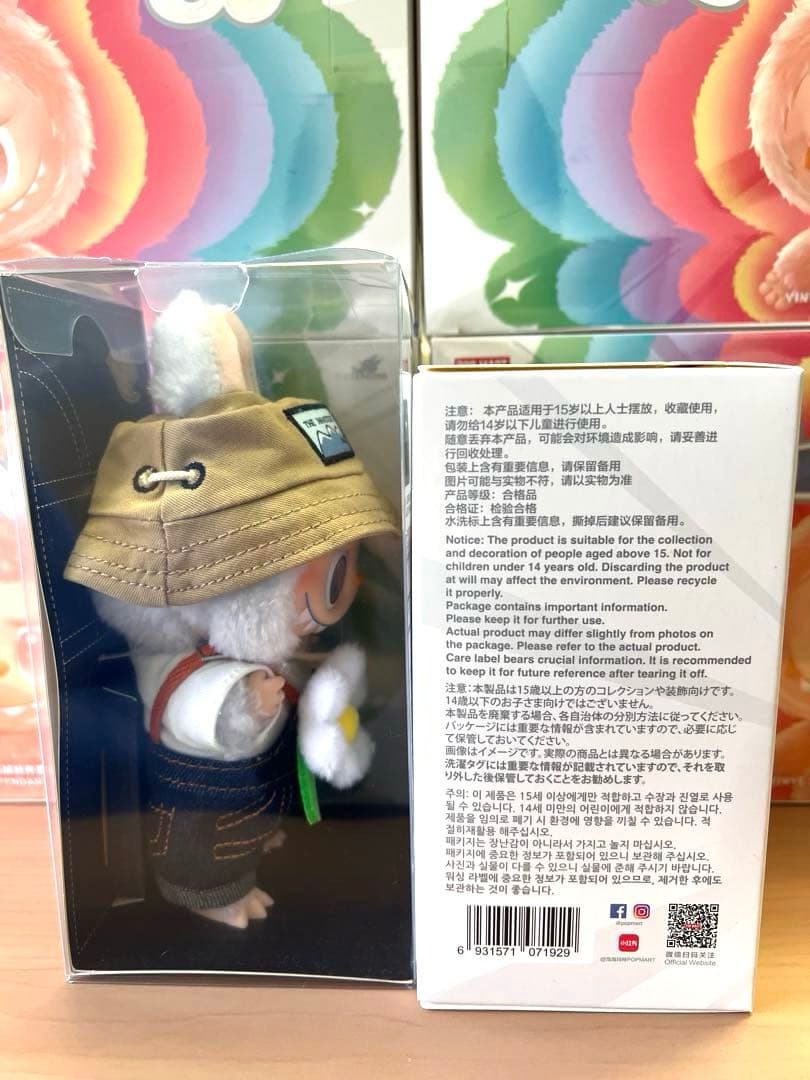 VIN
POP MART
THE MONSTERS
注意： 本产品适用于15岁以上人士摆放，收藏使用，
请勿给14岁以下儿童进行使用。
随意丢弃本产品，可能会对环境造成影响，请妥善进
行回收处理。
包装上含有重要信息，请保留备用
图片可能与实物不符，请以实物为准
产品等级：合格品
合格证：检验合格
水洗标上含有重要信息，撕掉后建议保留备用。
Notice: The product is suitable for the collection
and decoration of people aged above 15. Not for
children under 14 years old. Discarding the product
at will may affect the environment. Please recycle
it properly.
Package contains important information.
Please keep it for further use.
Actual product may differ slightly from photos on
the package. Please refer to the actual product.
Care label bears crucial information. It is recommended
to keep it for future reference after tearing it off.
注意：本製品は15歳以上の方のコレクションや装飾向けです。
14歳以下のお子さま向けではございません。
本製品を廃棄する場合、各自治体の分別方法に従ってください。
パッケージには重要な情報が含まれていますので、必要に応じ
て保管しておいてください。
画像はイメージです。実際の商品とは異なる場合があります。
洗濯タグには重要な情報が記載されていますので、それを取
り外した後保管しておくことをお勧めします。
주의: 이 제품은 15세 이상에게만 적합하고 수장과 진열로 사용
될 수 있습니다. 14세 미만의 어린이에게 적합하지 않습니다.
제품을 임의로 폐기 시 환경에 영향을 끼칠 수 있습니다. 적
절히재활용 해주십시오.
패키지는 장난감이 아니라서 가지고 놀지 마십시오.
패키지에 중요한 정보가 포함되어 있으니 보관해 주십시오.
사진과 실물이 다를 수 있으니 실물에 준해 주시기 바랍니다.
워싱 라벨에 중요한 정보가 포함되어 있으므로, 제거한 후에도
보관하는 것이 좋습니다.
6 931571 071929
@popmart
小红书
@泡泡玛特POPMART
微信扫码关注
Official Website